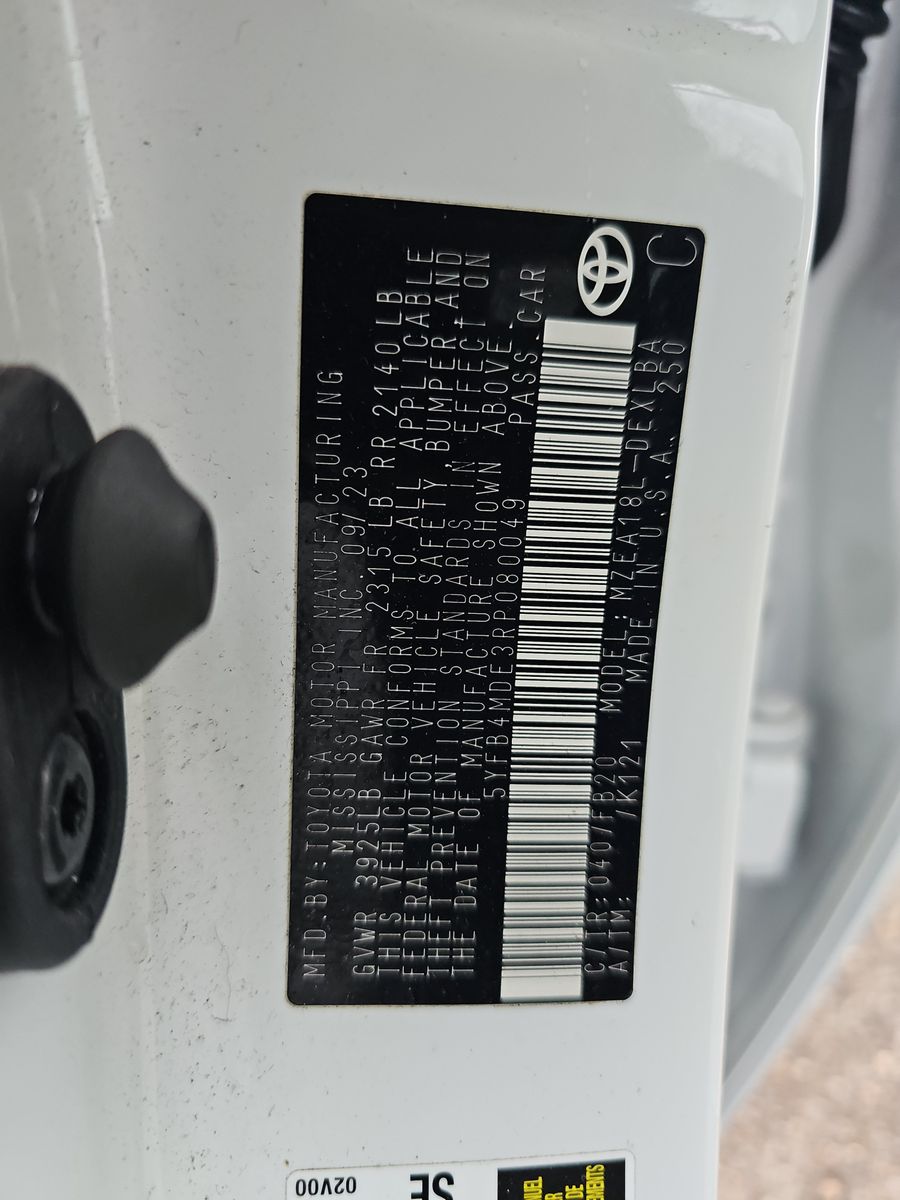 MFD.BY:TOYOTA MOTOR MANUFACTURING
MISSISSIPPI INC. 09/23
GVWR 3925LB GAWR FR 2315 LB RR 2140 LB
THIS VEHICLE CONFORMS TO ALL APPLICABLE
FEDERAL MOTOR VEHICLE SAFETY BUMPER AND
THEFT PREVENTION STANDARDS IN EFFECT ON
THE DATE OF MANUFACTURE SHOWN ABOVE.
5YFB4MDE3RP080049 PASS.CAR
C/TR:040/FB20 MODEL:MZEA18L-DEXLBA
A/TM: /K121 MADE IN U.S.A. 250
C
02V00
SE